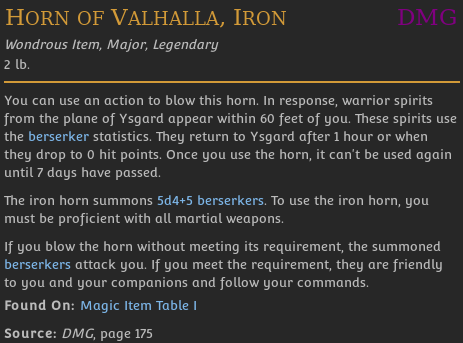 Horn of Valhalla, Iron DMG
Wondrous Item, Major, Legendary
2 lb.
You can use an action to blow this horn. In response, warrior spirits
from the plane of Ysgard appear within 60 feet of you. These spirits use
the berserker statistics. They return to Ysgard after 1 hour or when
they drop to 0 hit points. Once you use the horn, it can't be used again
until 7 days have passed.
The iron horn summons 5d4+5 berserkers. To use the iron horn, you
must be proficient with all martial weapons.
If you blow the horn without meeting its requirement, the summoned
berserkers attack you. If you meet the requirement, they are friendly
to you and your companions and follow your commands.
Found On: Magic Item Table I
Source: DMG, page 175